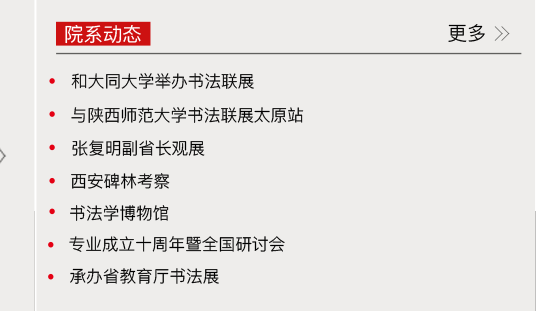 院系动态
更多
和大同大学举办书法联展
与陕西师范大学书法联展太原站
张复明副省长观展
西安碑林考察
书法学博物馆
专业成立十周年暨全国研讨会
承办省教育厅书法展